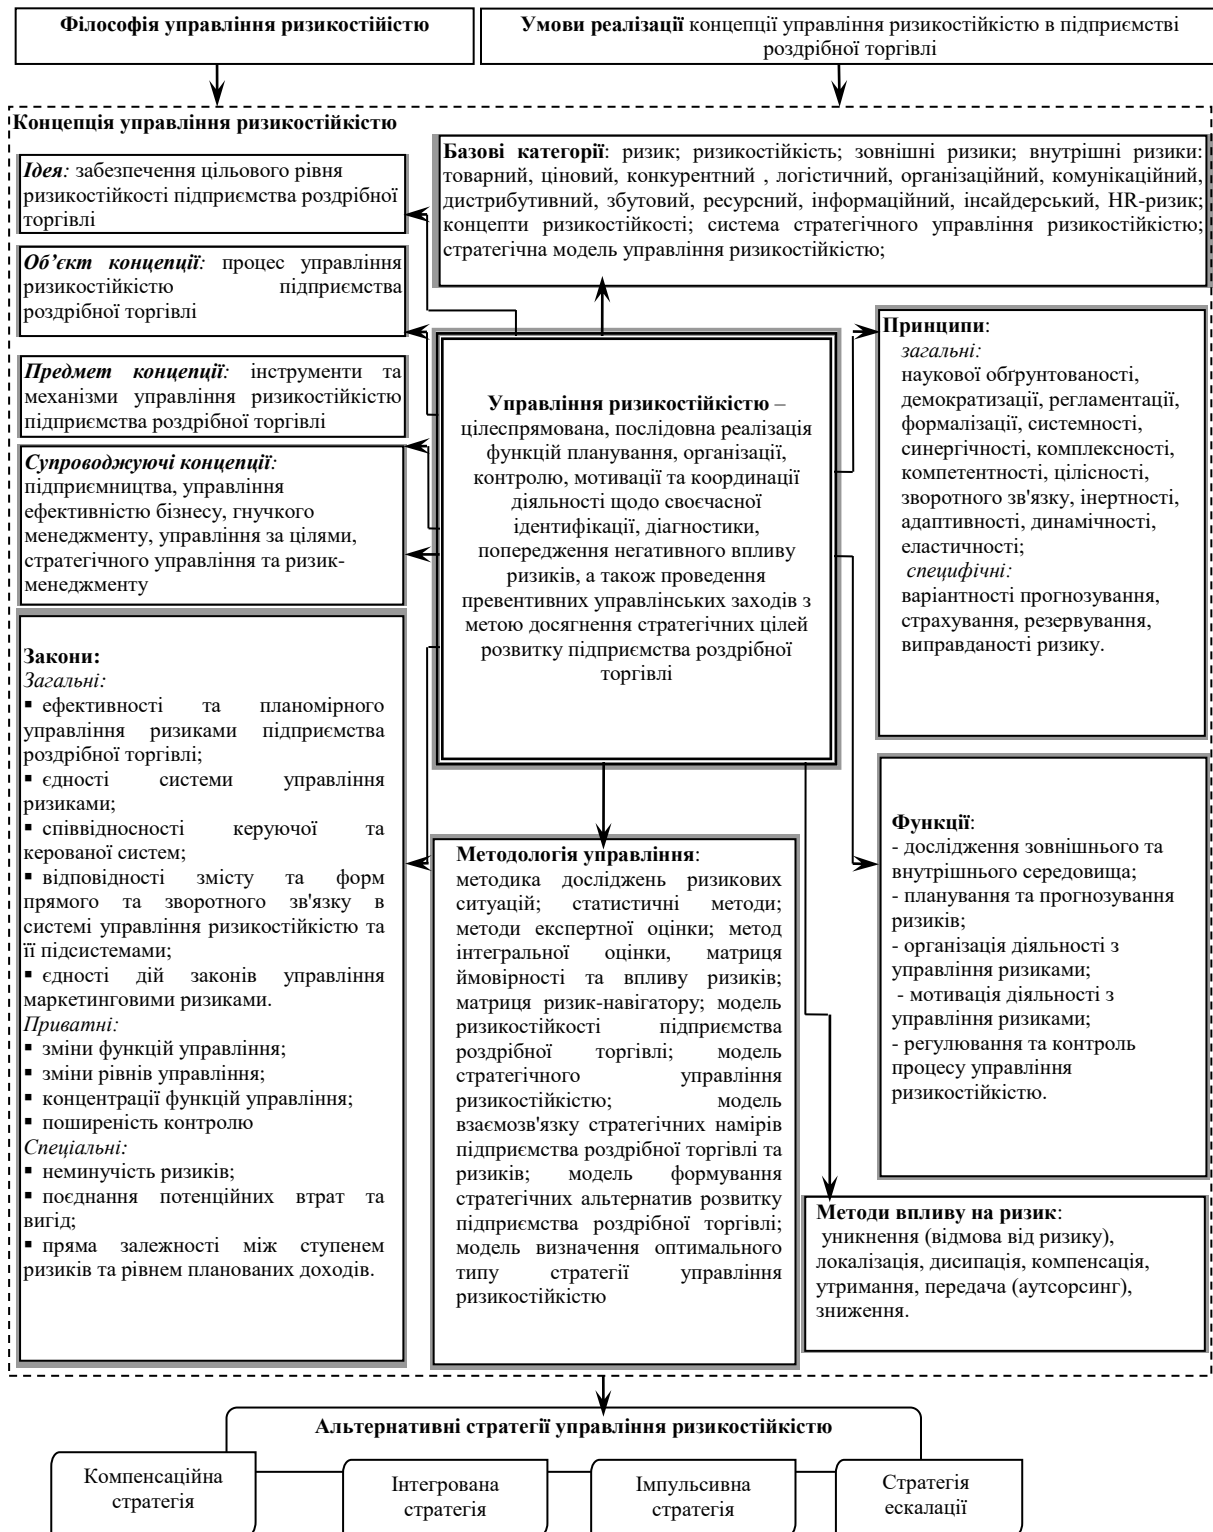 Філософія управління ризикостійістю
Умови реалізації концепції управління ризикостійкістю в підприємстві
роздрібної торгівлі
Концепція управління ризикостійкістю
Ідея: забезпечення цільового рівня
ризикостійкості підприємства роздрібної
торгівлі
Об’єкт концепції: процес управління
ризикостійкістю підприємства
роздрібної торгівлі
Предмет концепції: інструменти та
механізми управління ризикостійкістю
підприємства роздрібної торгівлі
Супроводжуючі концепції:
підприємництва, управління
ефективністю бізнесу, гнучкого
менеджменту, управління за цілями,
стратегічного управління та ризик-
менеджменту
Закони:
Загальні:
▪ ефективності та планомірного
управління ризиками підприємства
роздрібної торгівлі;
▪ єдності системи управління
ризиками;
▪ співвідносності керуючої та
керованої систем;
▪ відповідності змісту та форм
прямого та зворотного зв'язку в
системі управління ризикостійкістю та
її підсистемами;
▪ єдності дій законів управління
маркетинговими ризиками.
Приватні:
▪ зміни функцій управління;
▪ зміни рівнів управління;
▪ концентрації функцій управління;
▪ поширеність контролю
Спеціальні:
▪ неминучість ризиків;
▪ поєднання потенційних втрат та
вигід;
▪ пряма залежності між ступенем
ризиків та рівнем планованих доходів.
Базові категорії: ризик; ризикостійкість; зовнішні ризики; внутрішні ризики:
товарний, ціновий, конкурентний , логістичний, організаційний, комунікаційний,
дистрибутивний, збутовий, ресурсний, інформаційний, інсайдерський, HR-ризик;
концепти ризикостійкості; система стратегічного управління ризикостійкістю;
стратегічна модель управління ризикостійкістю;
Управління ризикостійкістю –
цілеспрямована, послідовна реалізація
функцій планування, організації,
контролю, мотивації та координації
діяльності щодо своєчасної
ідентифікації, діагностики,
попередження негативного впливу
ризиків, а також проведення
превентивних управлінських заходів з
метою досягнення стратегічних цілей
розвитку підприємства роздрібної
торгівлі
Методологія управління:
методика досліджень ризикових
ситуацій; статистичні методи;
методи експертної оцінки; метод
інтегральної оцінки, матриця
ймовірності та впливу ризиків;
матриця ризик-навігатору; модель
ризикостійкості підприємства
роздрібної торгівлі; модель
стратегічного управління
ризикостійкістю; модель
взаємозв'язку стратегічних намірів
підприємства роздрібної торгівлі та
ризиків; модель формування
стратегічних альтернатив розвитку
підприємства роздрібної торгівлі;
модель визначення оптимального
типу стратегії управління
ризикостійкістю
Принципи:
загальні:
наукової обґрунтованості,
демократизації, регламентації,
формалізації, системності,
синергічності, комплексності,
компетентності, цілісності,
зворотного зв'язку, інертності,
адаптивності, динамічності,
еластичності;
специфічні:
варіантності прогнозування,
страхування, резервування,
виправданості ризику.
Функції:
- дослідження зовнішнього та
внутрішнього середовища;
- планування та прогнозування
ризиків;
- організація діяльності з
управління ризиками;
- мотивація діяльності з
управління ризиками;
- регулювання та контроль
процесу управління
ризикостійкістю.
Методи впливу на ризик:
уникнення (відмова від ризику),
локалізація, дисипація, компенсація,
утримання, передача (аутсорсинг),
зниження.
Альтернативні стратегії управління ризикостійкістю
Компенсаційна
стратегія
Інтегрована
стратегія
Імпульсивна
стратегія
Стратегія
ескалації